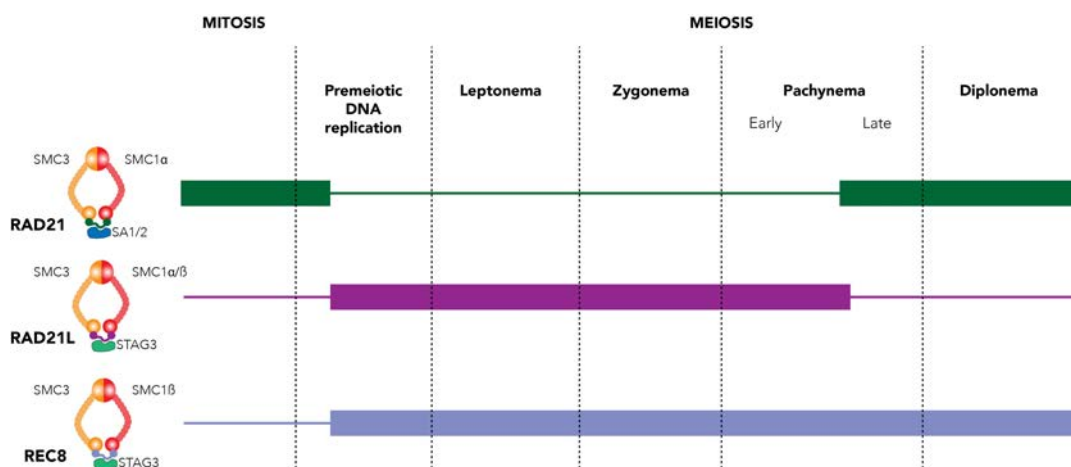 MITOSIS
MEIOSIS
Premeiotic
DNA
replication
Leptonema
Zygonema
Pachynema
Diplonema
Early
Late
SMC3
SMC1α
RAD21
SA1/2
SMC3
SMC1α/ß
RAD21L
STAG3
SMC3
SMC1ß
REC8
STAG3